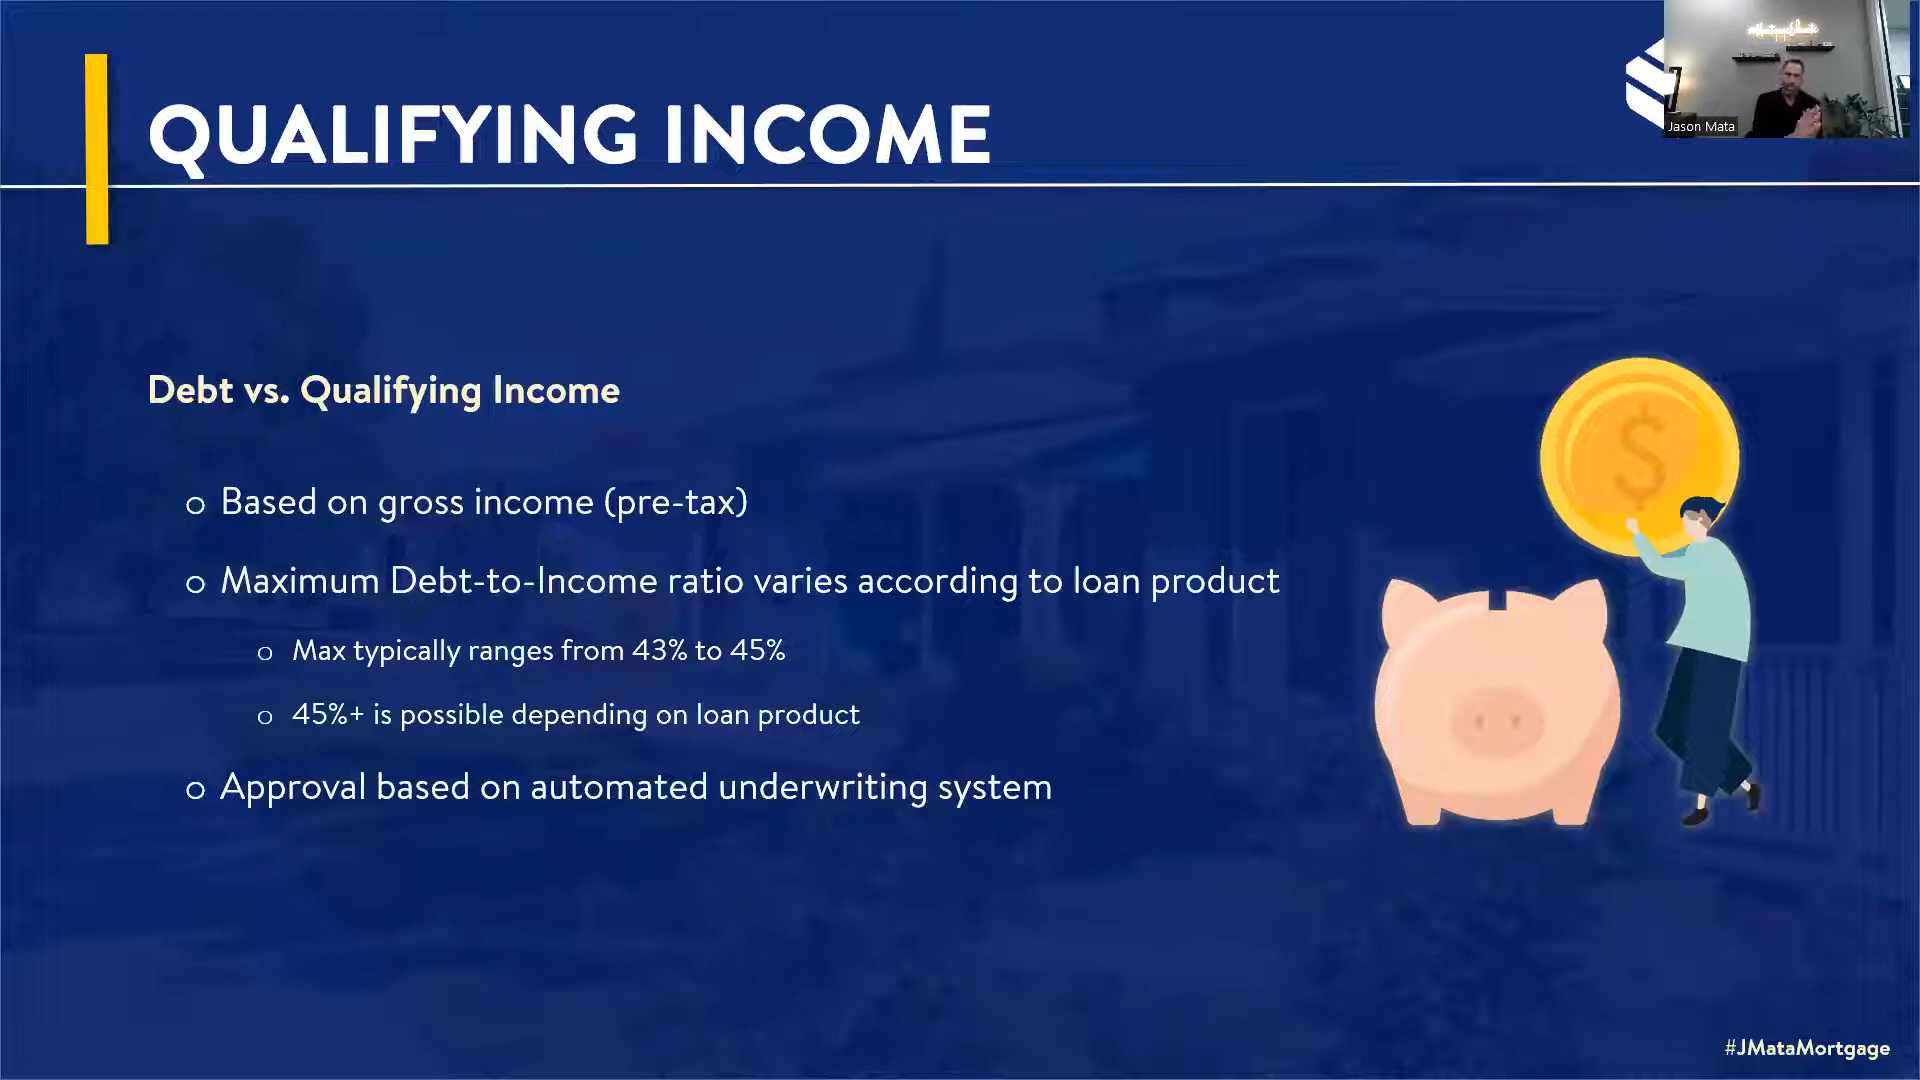 QUALIFYING INCOME
Jason Mata
Debt vs. Qualifying Income
o Based on gross income (pre-tax)
o Maximum Debt-to-Income ratio varies according to loan product
o Max typically ranges from 43% to 45%
o 45%+ is possible depending on loan product
o Approval based on automated underwriting system
$
#JMataMortgage